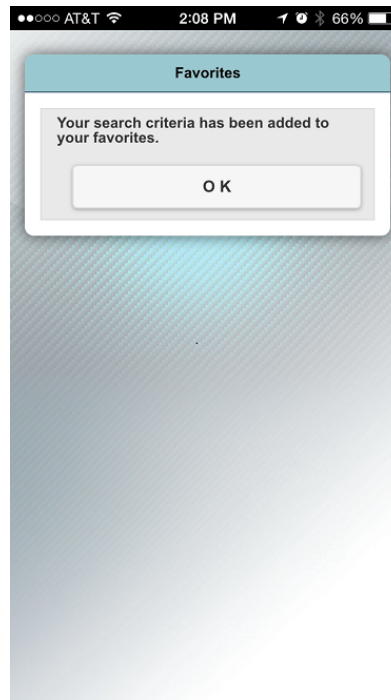 AT&T 2:08 PM 66%
Favorites
Your search criteria has been added to
your favorites.
O K